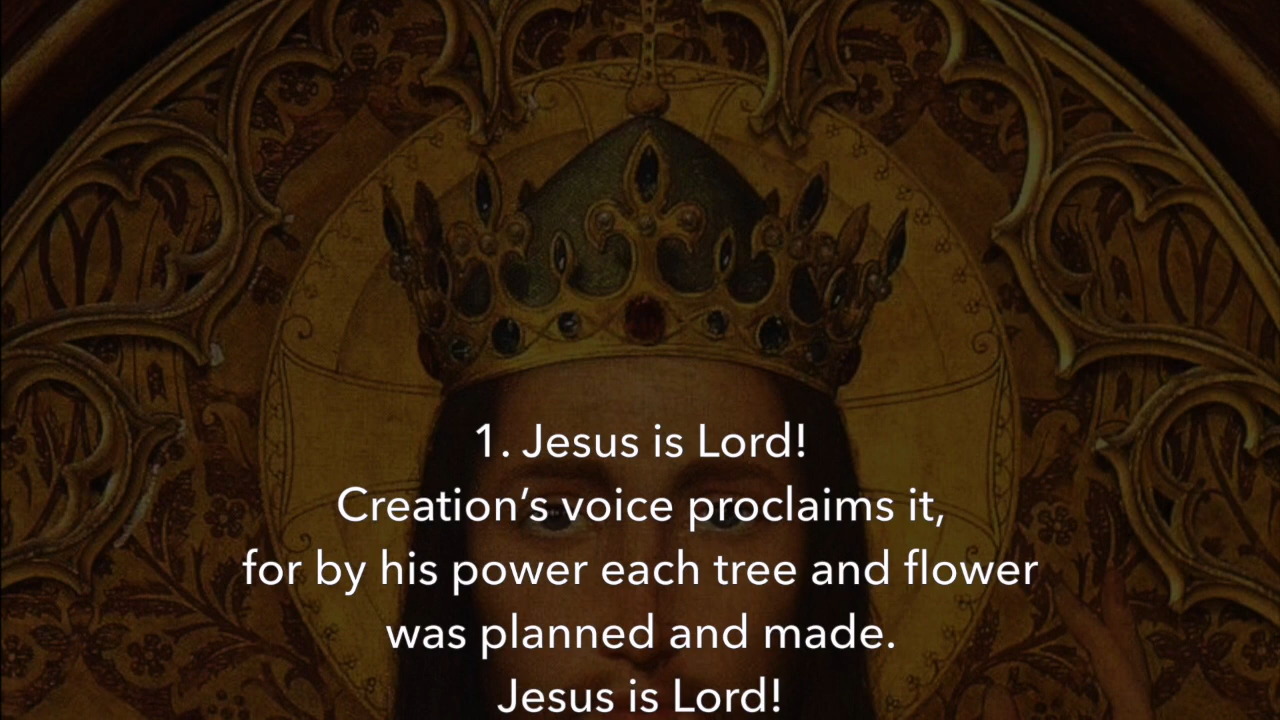 1. Jesus is Lord!
Creation’s voice proclaims it,
for by his power each tree and flower
was planned and made.
Jesus is Lord!